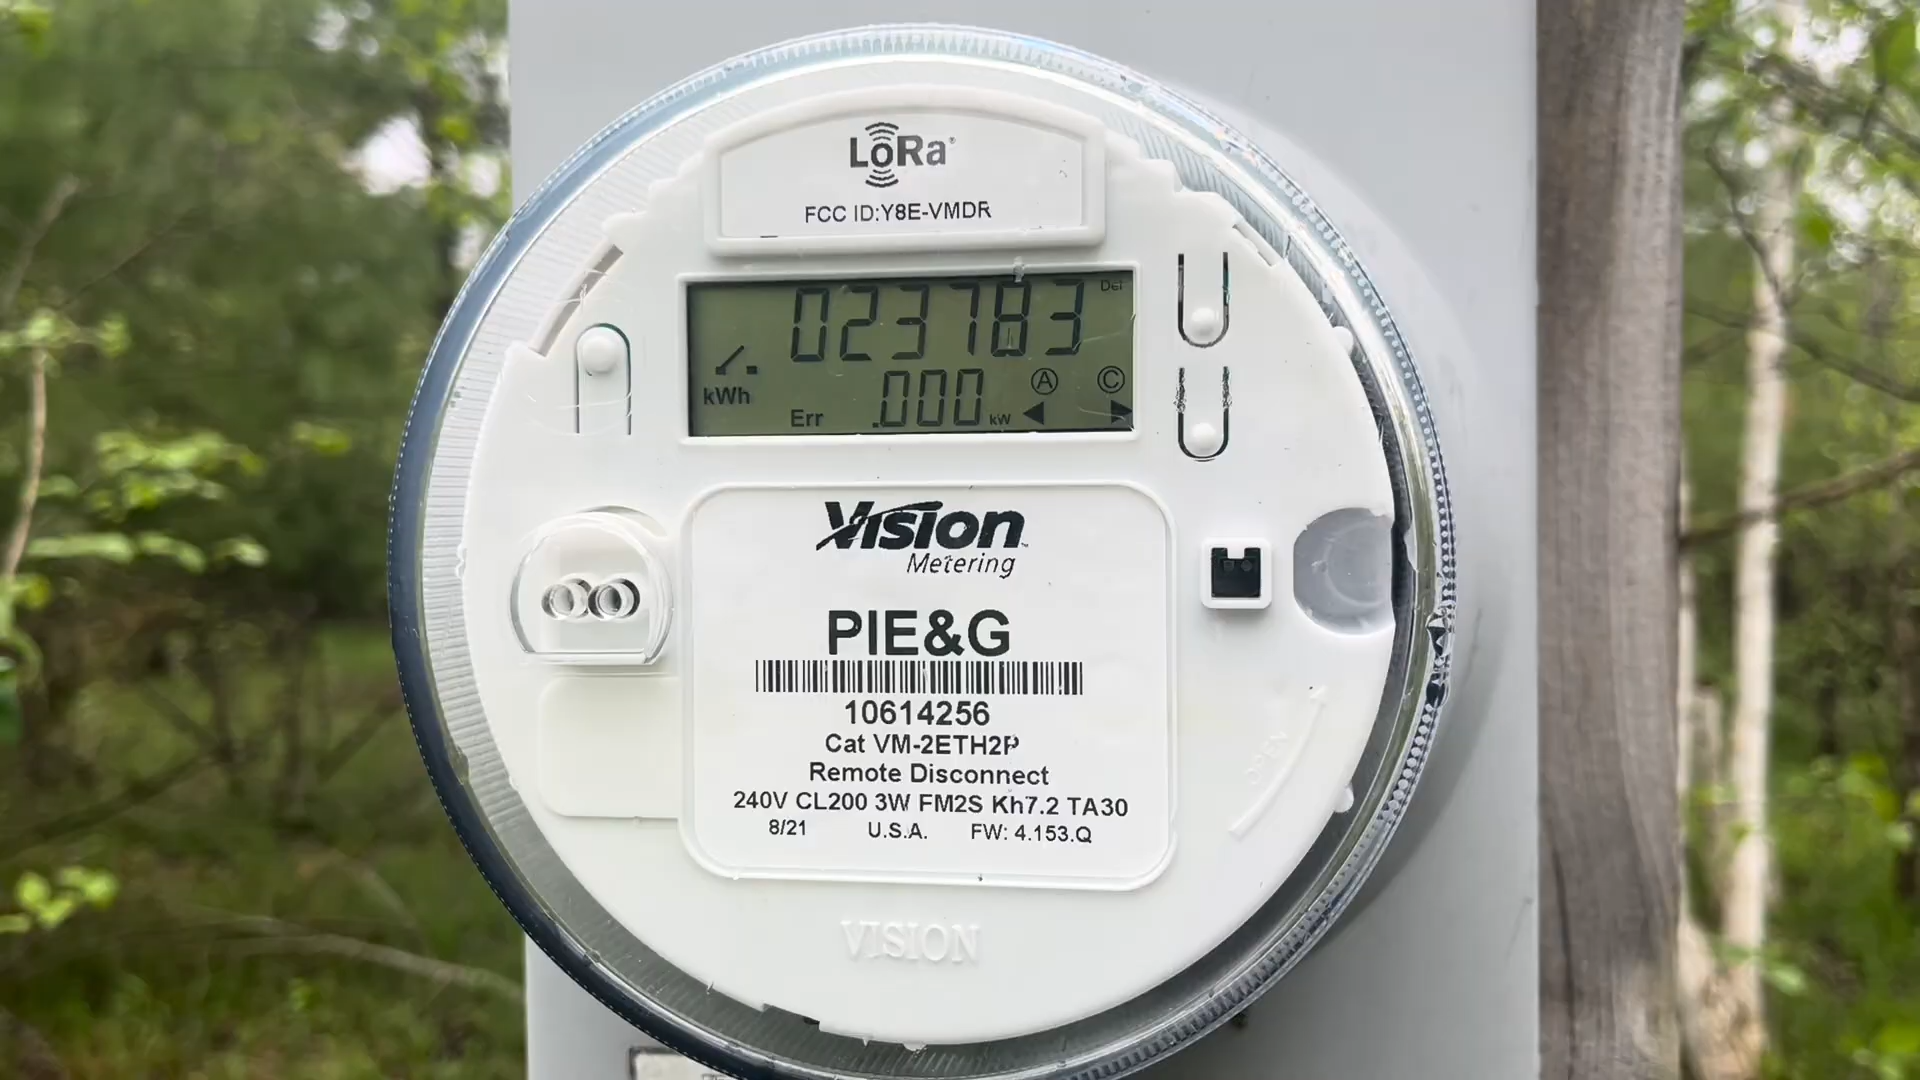 LoRa®
FCC ID:Y8E-VMDR
Del
023783
kWh
Err .000 kW A C
Vision
Metering
PIE&G
10614256
Cat VM-2ETH2P
Remote Disconnect
240V CL200 3W FM2S Kh7.2 TA30
8/21 U.S.A. FW: 4.153.Q
OPEN
VISION